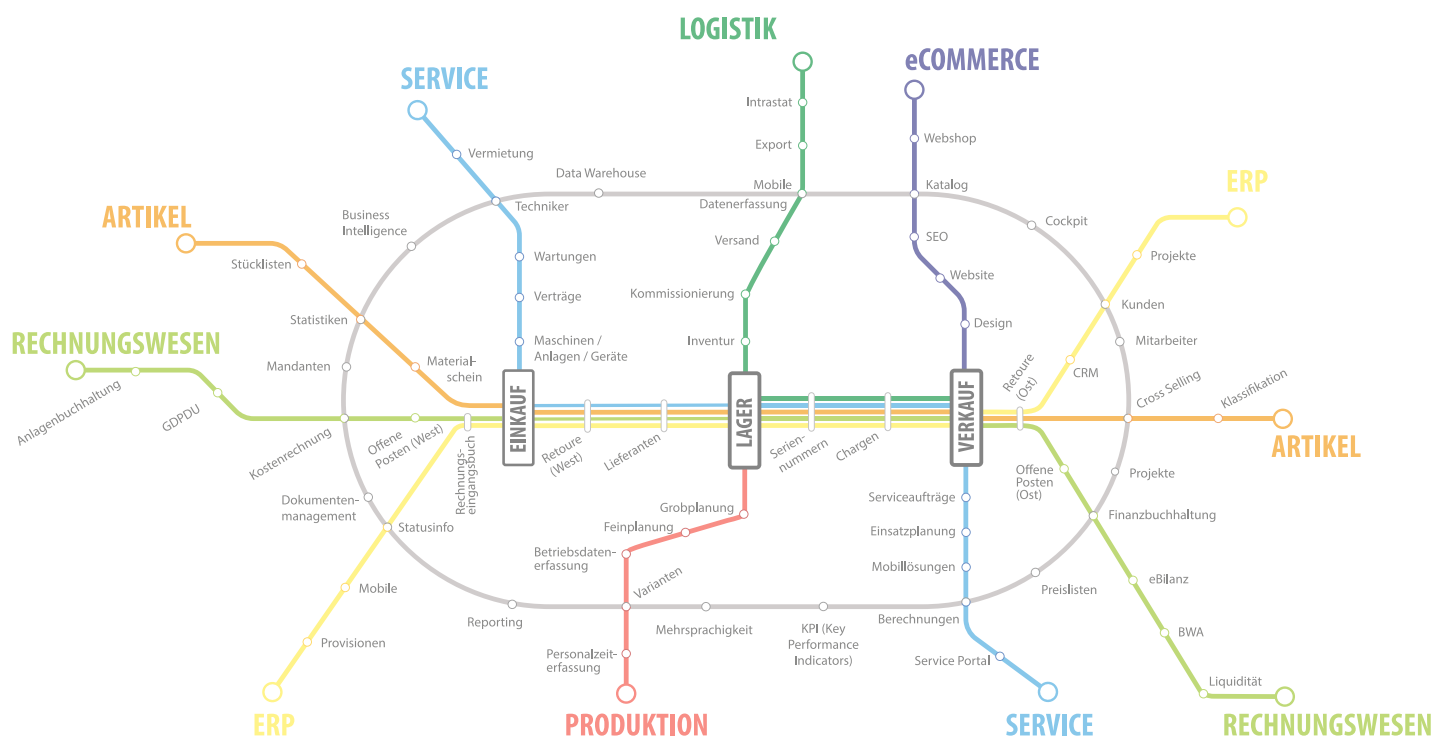 LOGISTIK
eCOMMERCE
SERVICE
Intrastat
Webshop
Export
Vermietung
Data Warehouse
Mobile
Datenerfassung
Katalog
ERP
Techniker
ARTIKEL
Business
Intelligence
Cockpit
Versand
SEO
Projekte
Wartungen
Stücklisten
Website
Verträge
Kommissionierung
Kunden
Statistiken
Design
RECHNUNGSWESEN
Maschinen /
Anlagen / Geräte
Inventur
Mitarbeiter
Mandanten
Material-
schein
Retoure
(Ost)
CRM
Cross Selling
Klassifikation
Anlagenbuchhaltung
GDPDU
Kostenrechnung
Offene
Posten (West)
Rechnungs-
eingangsbuch
EINKAUF
Retoure
(West)
Lieferanten
LAGER
Serien-
nummern
Chargen
VERKAUF
ARTIKEL
Offene
Posten
(Ost)
Projekte
Dokumenten-
management
Statusinfo
Serviceaufträge
Grobplanung
Finanzbuchhaltung
Feinplanung
Einsatzplanung
Betriebsdaten-
erfassung
Mobillösungen
Mobile
Varianten
eBilanz
Preislisten
Reporting
Mehrsprachigkeit
KPI (Key
Performance
Indicators)
Berechnungen
BWA
Provisionen
Personalzeit-
erfassung
Service Portal
Liquidität
ERP
PRODUKTION
SERVICE
RECHNUNGSWESEN